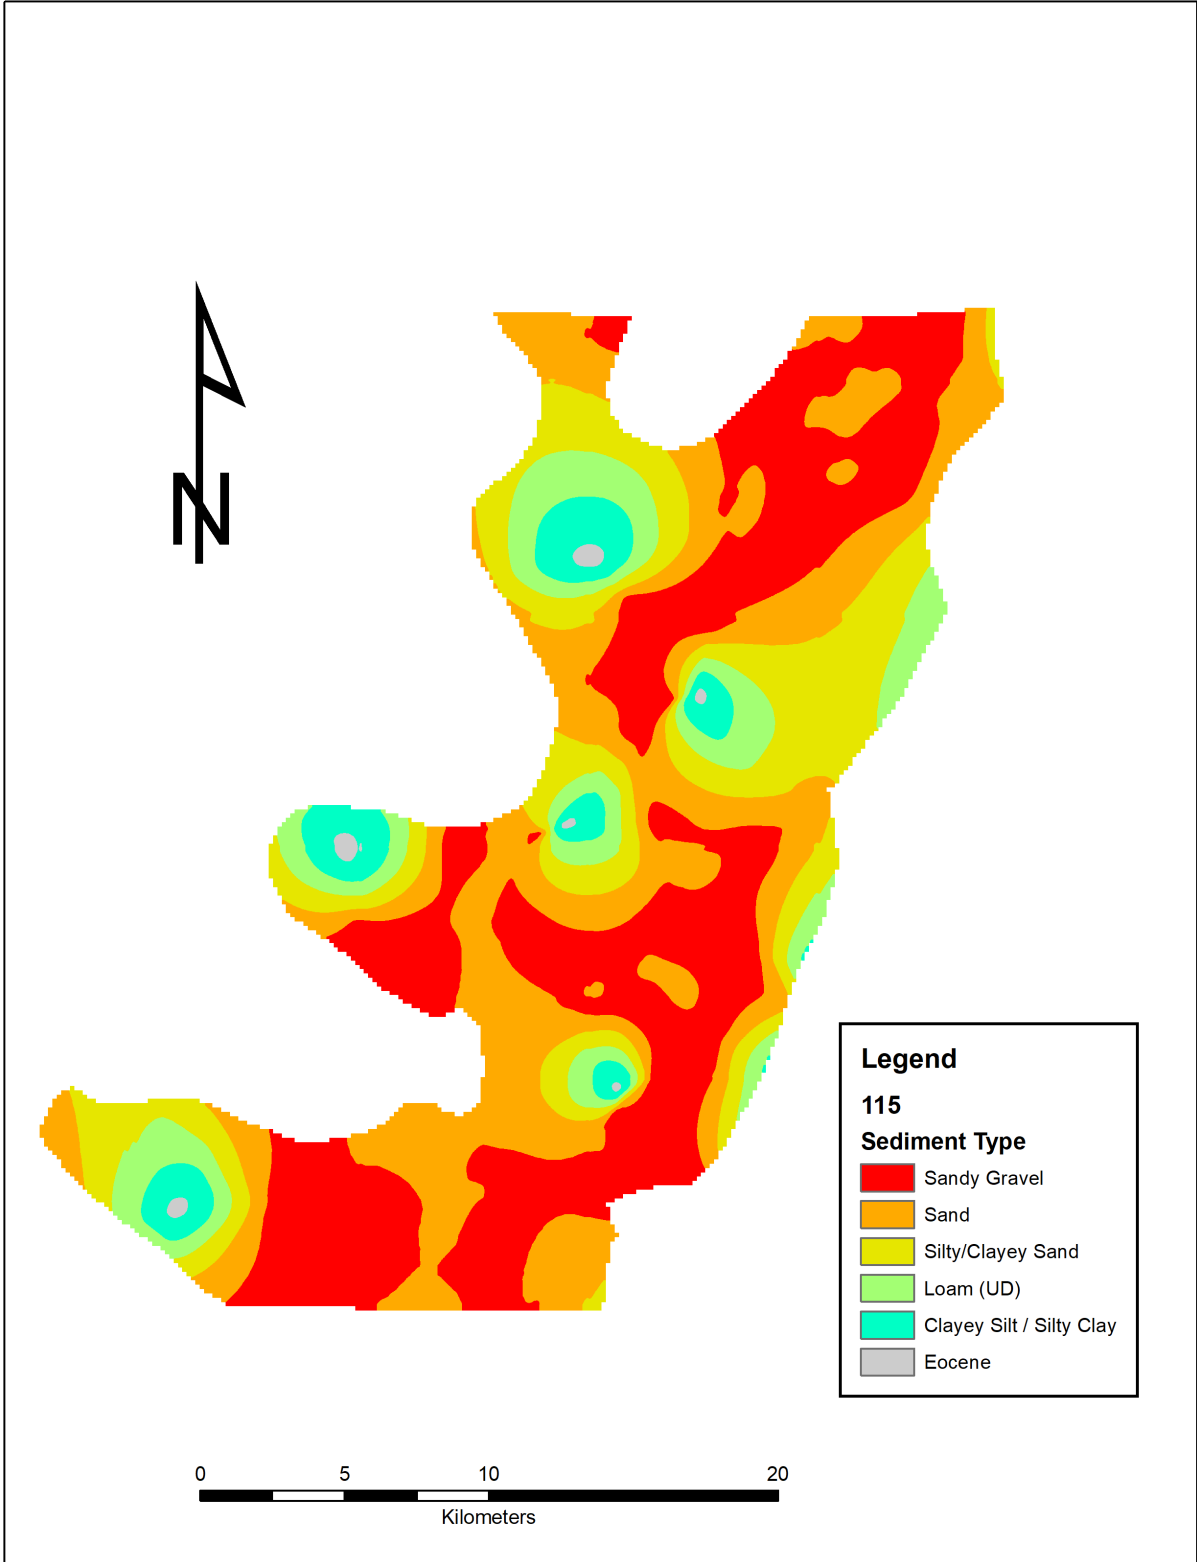 N
Legend
115
Sediment Type
Sandy Gravel
Sand
Silty/Clayey Sand
Loam (UD)
Clayey Silt / Silty Clay
Eocene
0 5 10 20
Kilometers